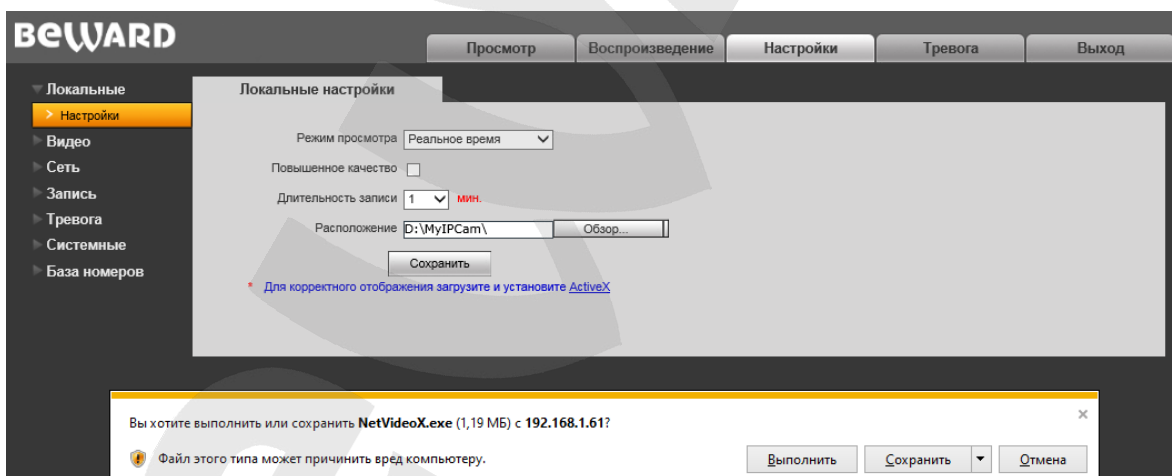 BEWARD
Просмотр Воспроизведение Настройки Тревога Выход
Локальные
Настройки
Видео
Сеть
Запись
Тревога
Системные
База номеров
Локальные настройки
Режим просмотра Реальное время
Повышенное качество
Длительность записи 1 мин.
Расположение D:\MyIPCam\ Обзор...
Сохранить
* Для корректного отображения загрузите и установите ActiveX
Вы хотите выполнить или сохранить NetVideoX.exe (1,19 МБ) с 192.168.1.61?
Файл этого типа может причинить вред компьютеру.
Выполнить Сохранить Отмена